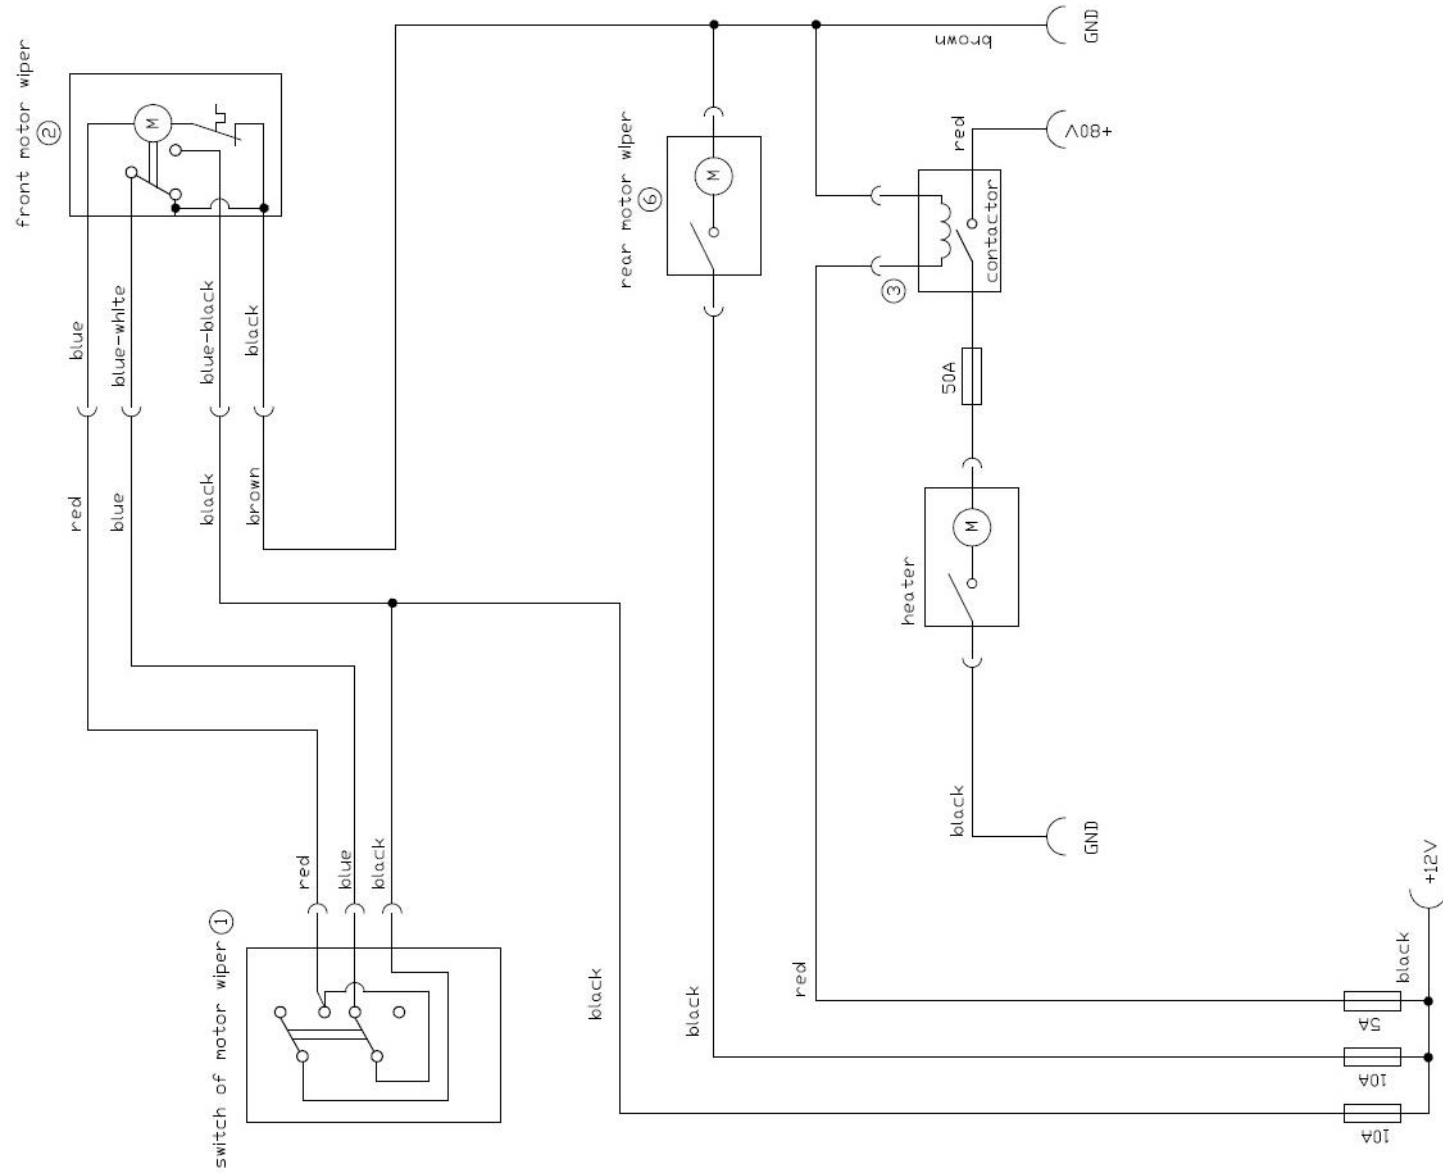 front motor wiper
2
M
blue
blue-white
blue-black
black
red
blue
black
brown
switch of motor wiper
1
red
blue
black
rear motor wiper
6
M
brown
GND
red
+80V
contactor
3
50A
heater
M
black
GND
black
black
red
black
+12V
5A
10A
10A